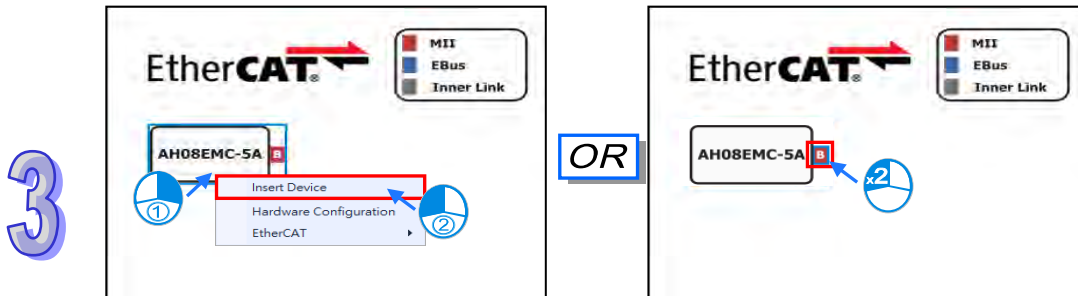 3
EtherCAT®
MII
EBus
Inner Link
AH08EMC-5A B
Insert Device
Hardware Configuration
EtherCAT
①
②
OR
EtherCAT®
MII
EBus
Inner Link
AH08EMC-5A B
x2